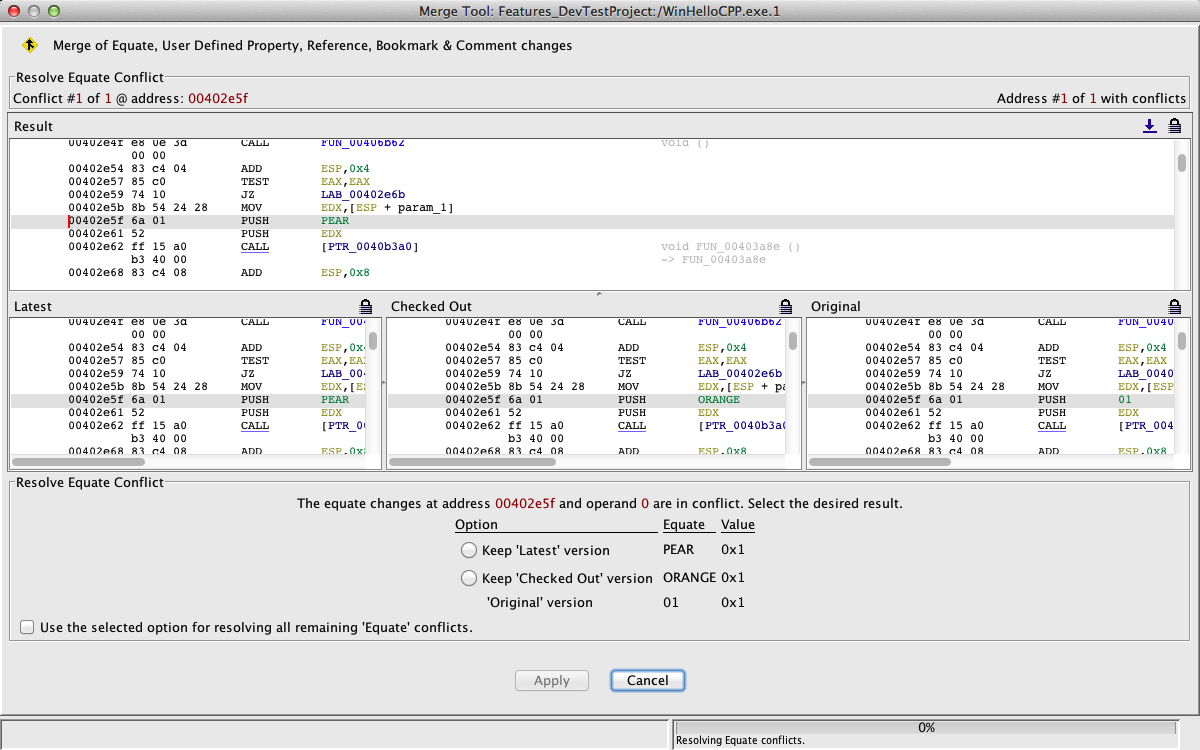 Merge Tool: Features_DevTestProject:/WinHelloCPP.exe.1
Merge of Equate, User Defined Property, Reference, Bookmark & Comment changes
Resolve Equate Conflict
Conflict #1 of 1 @ address: 00402e5f Address #1 of 1 with conflicts
Result
00402e4f e8 0e 3d CALL FUN_00406b62 void ()
00 00
00402e54 83 c4 04 ADD ESP,0x4
00402e57 85 c0 TEST EAX,EAX
00402e59 74 10 JZ LAB_00402e6b
00402e5b 8b 54 24 28 MOV EDX,[ESP + param_1]
00402e5f 6a 01 PUSH PEAR
00402e61 52 PUSH EDX
00402e62 ff 15 a0 CALL [PTR_0040b3a0] void FUN_00403a8e ()
b3 40 00 -> FUN_00403a8e
00402e68 83 c4 08 ADD ESP,0x8
Latest
00402e4f e8 0e 3d CALL FUN_00
00 00
00402e54 83 c4 04 ADD ESP,0x
00402e57 85 c0 TEST EAX,EA
00402e59 74 10 JZ LAB_00
00402e5b 8b 54 24 28 MOV EDX,[E
00402e5f 6a 01 PUSH PEAR
00402e61 52 PUSH EDX
00402e62 ff 15 a0 CALL [PTR_0
b3 40 00
00402e68 83 c4 08 ADD ESP,0x
Checked Out
00402e4f e8 0e 3d CALL FUN_00406b62
00 00
00402e54 83 c4 04 ADD ESP,0x4
00402e57 85 c0 TEST EAX,EAX
00402e59 74 10 JZ LAB_00402e6b
00402e5b 8b 54 24 28 MOV EDX,[ESP + pa
00402e5f 6a 01 PUSH ORANGE
00402e61 52 PUSH EDX
00402e62 ff 15 a0 CALL [PTR_0040b3a
b3 40 00
00402e68 83 c4 08 ADD ESP,0x8
Original
00402e4f e8 0e 3d CALL FUN_0040
00 00
00402e54 83 c4 04 ADD ESP,0x4
00402e57 85 c0 TEST EAX,EAX
00402e59 74 10 JZ LAB_0040
00402e5b 8b 54 24 28 MOV EDX,[ESP
00402e5f 6a 01 PUSH 01
00402e61 52 PUSH EDX
00402e62 ff 15 a0 CALL [PTR_004
b3 40 00
00402e68 83 c4 08 ADD ESP,0x8
Resolve Equate Conflict
The equate changes at address 00402e5f and operand 0 are in conflict. Select the desired result.
Option Equate Value
Keep 'Latest' version PEAR 0x1
Keep 'Checked Out' version ORANGE 0x1
'Original' version 01 0x1
Use the selected option for resolving all remaining 'Equate' conflicts.
Apply Cancel
0%
Resolving Equate conflicts.